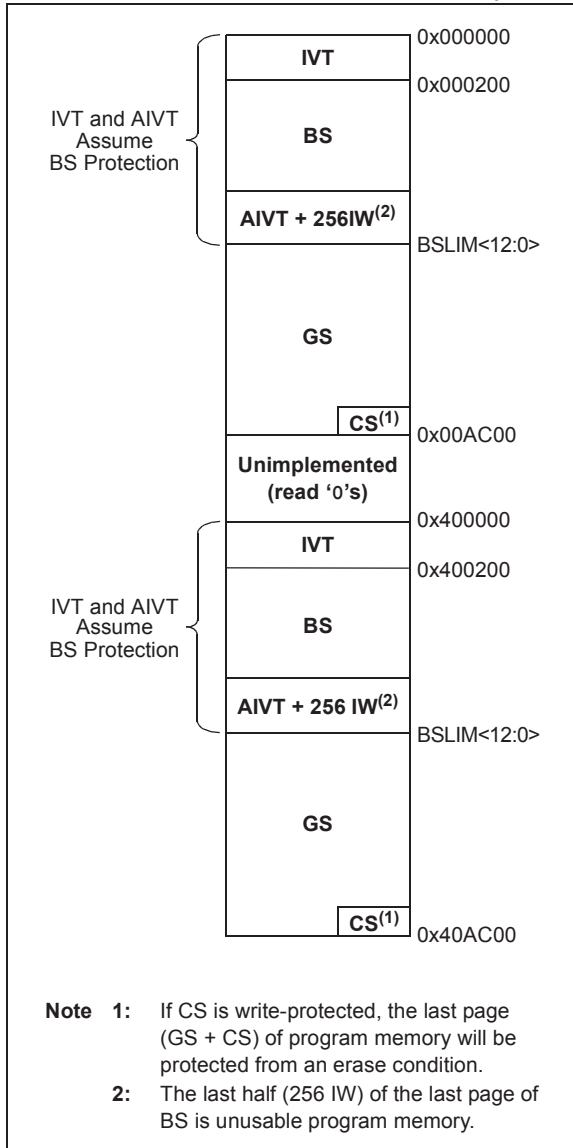 0x000000
IVT
0x000200
IVT and AIVT
Assume
BS Protection
BS
AIVT + 256IW(2)
BSLIM<12:0>
GS
CS(1)
0x00AC00
Unimplemented
(read ‘0’s)
0x400000
IVT
0x400200
IVT and AIVT
Assume
BS Protection
BS
AIVT + 256 IW(2)
BSLIM<12:0>
GS
CS(1)
0x40AC00
Note 1: If CS is write-protected, the last page
(GS + CS) of program memory will be
protected from an erase condition.
2: The last half (256 IW) of the last page of
BS is unusable program memory.